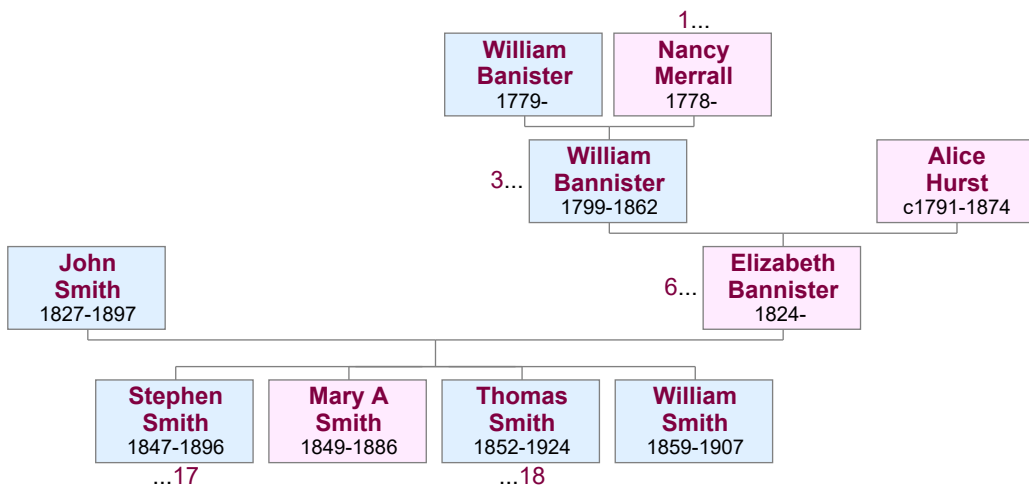 1...
William
Banister
1779-
Nancy
Merrall
1778-
3...
William
Bannister
1799-1862
Alice
Hurst
c1791-1874
John
Smith
1827-1897
6...
Elizabeth
Bannister
1824-
Stephen
Smith
1847-1896
Mary A
Smith
1849-1886
Thomas
Smith
1852-1924
William
Smith
1859-1907
...17
...18